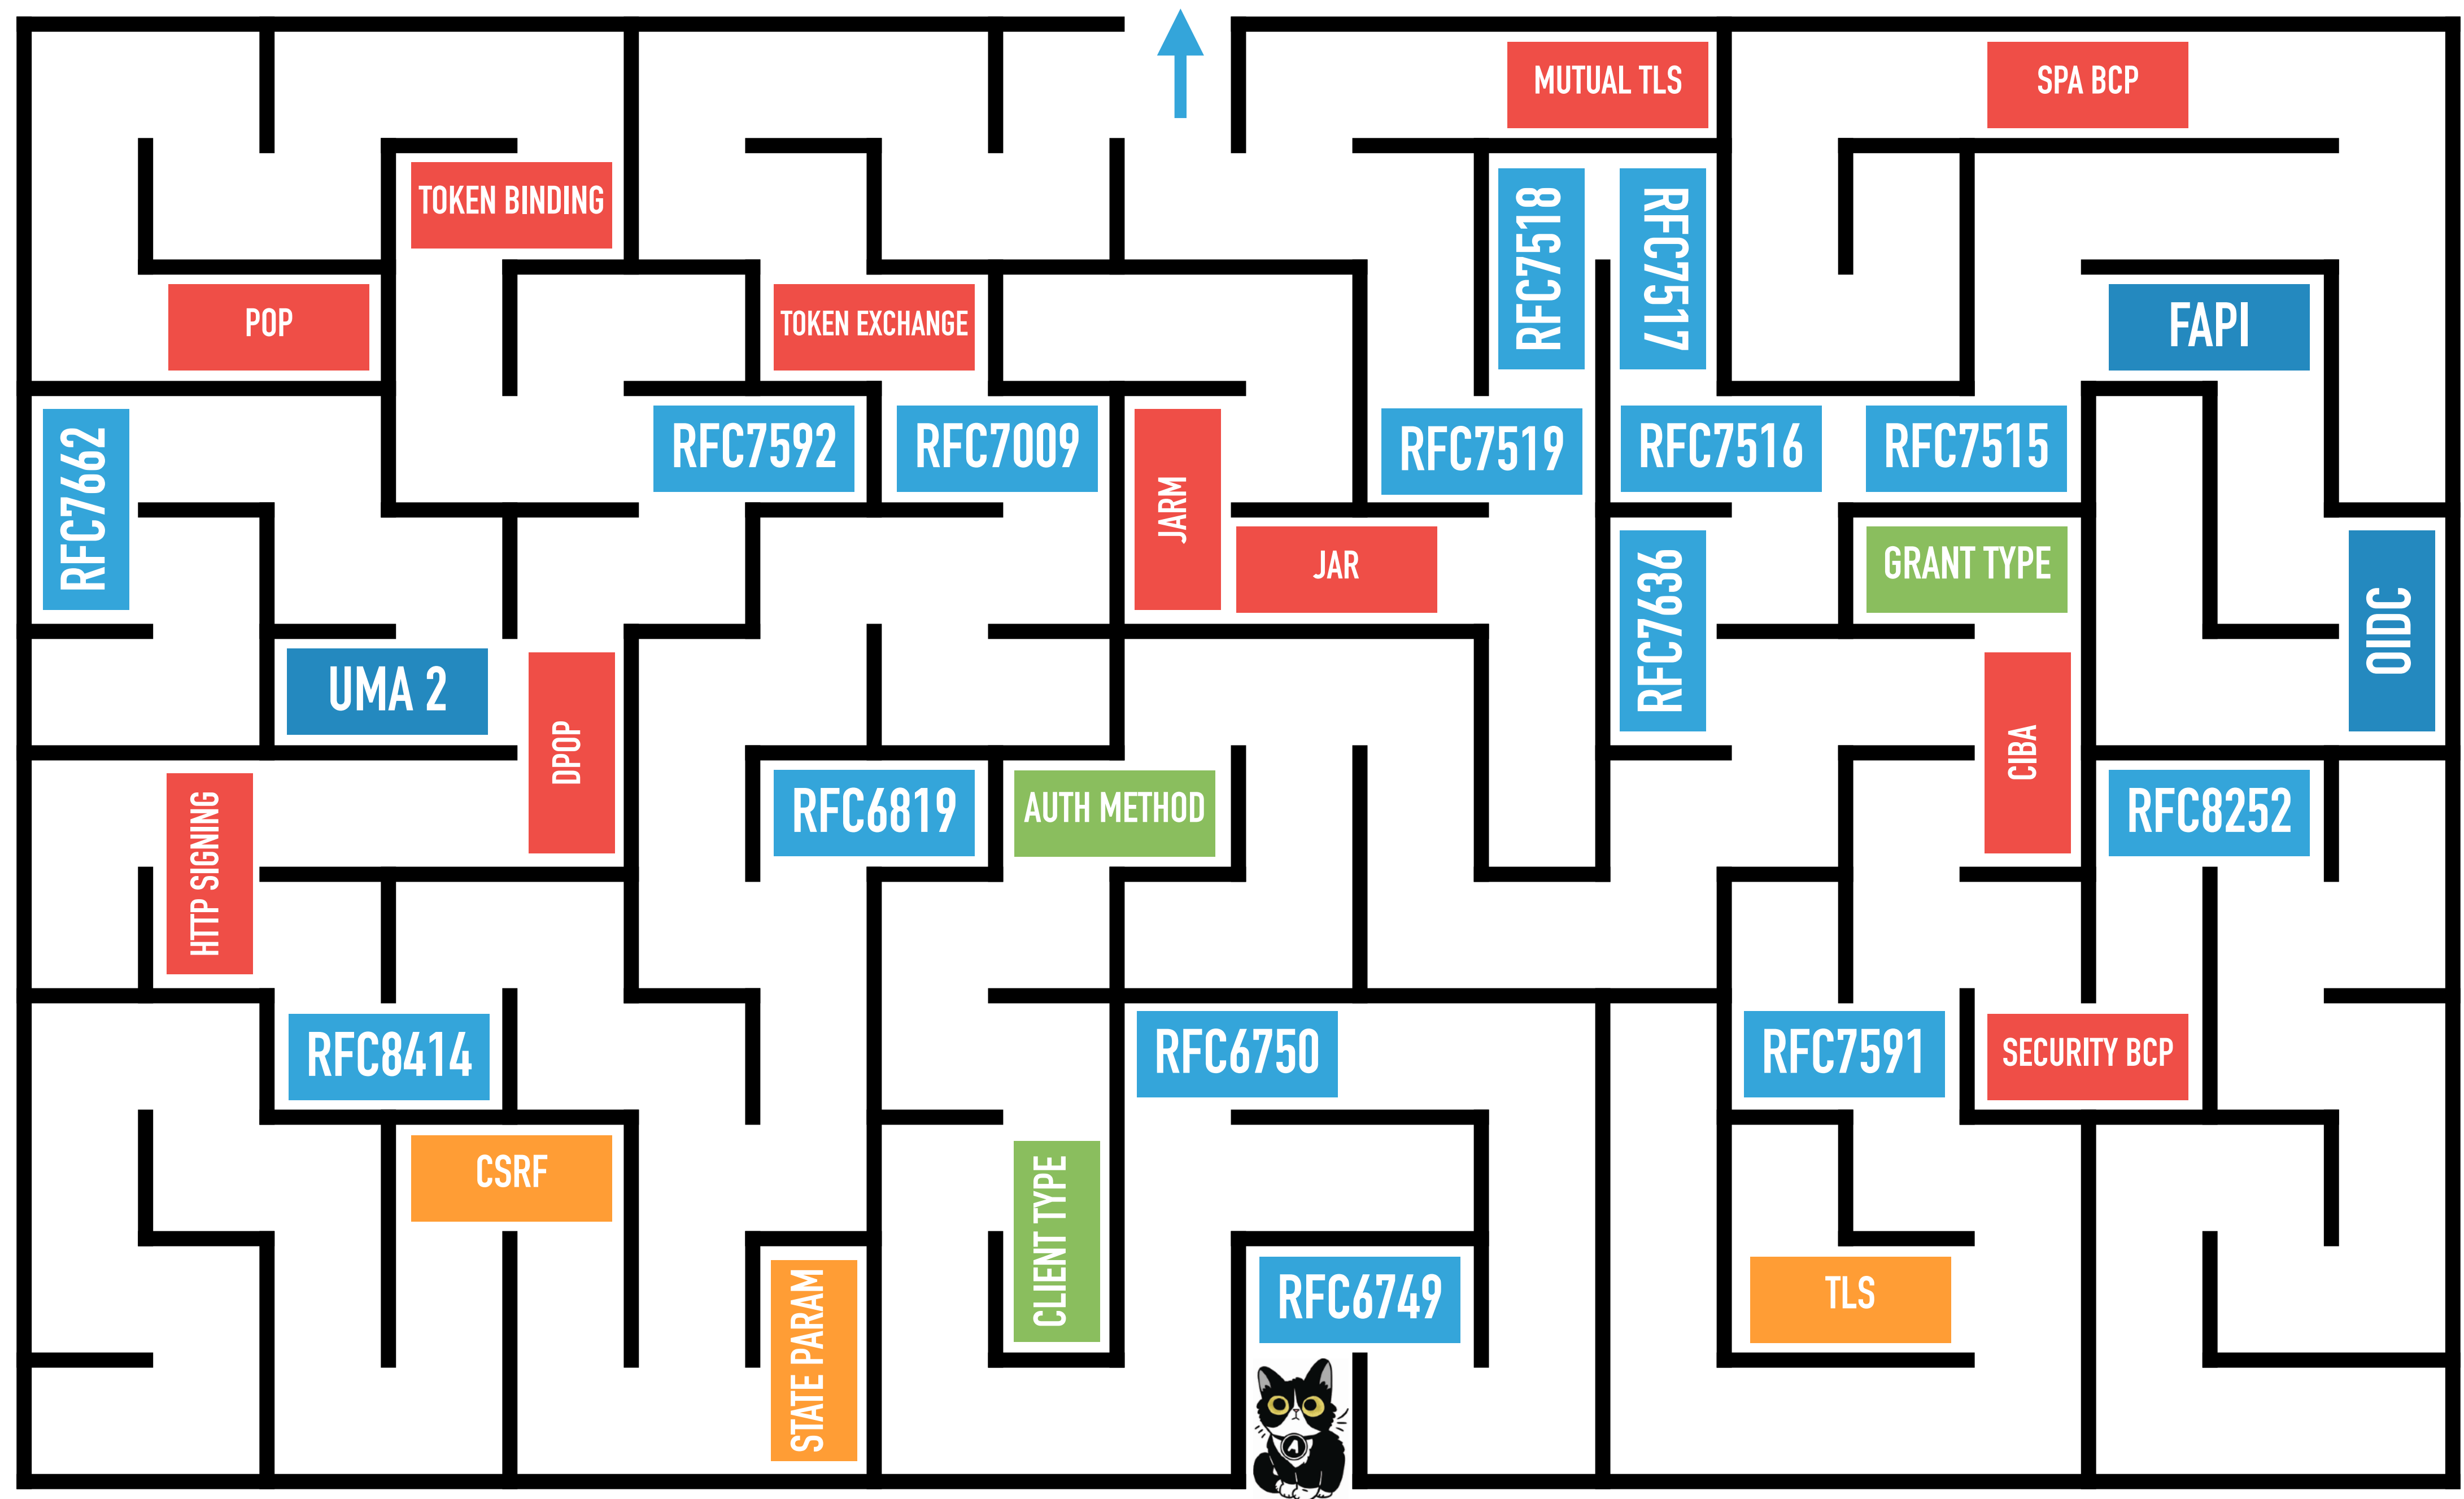 MUTUAL TLS
SPA BCP
TOKEN BINDING
RFC7518
RFC7517
POP
TOKEN EXCHANGE
FAPI
RFC7662
RFC7592
RFC7009
JARM
RFC7519
RFC7516
RFC7515
JAR
RFC7636
GRANT TYPE
OIDC
UMA 2
DPOP
CIBA
HTTP SIGNING
RFC6819
AUTH METHOD
RFC8252
RFC8414
RFC6750
RFC7591
SECURITY BCP
CSRF
CLIENT TYPE
STATE PARAM
RFC6749
TLS
A